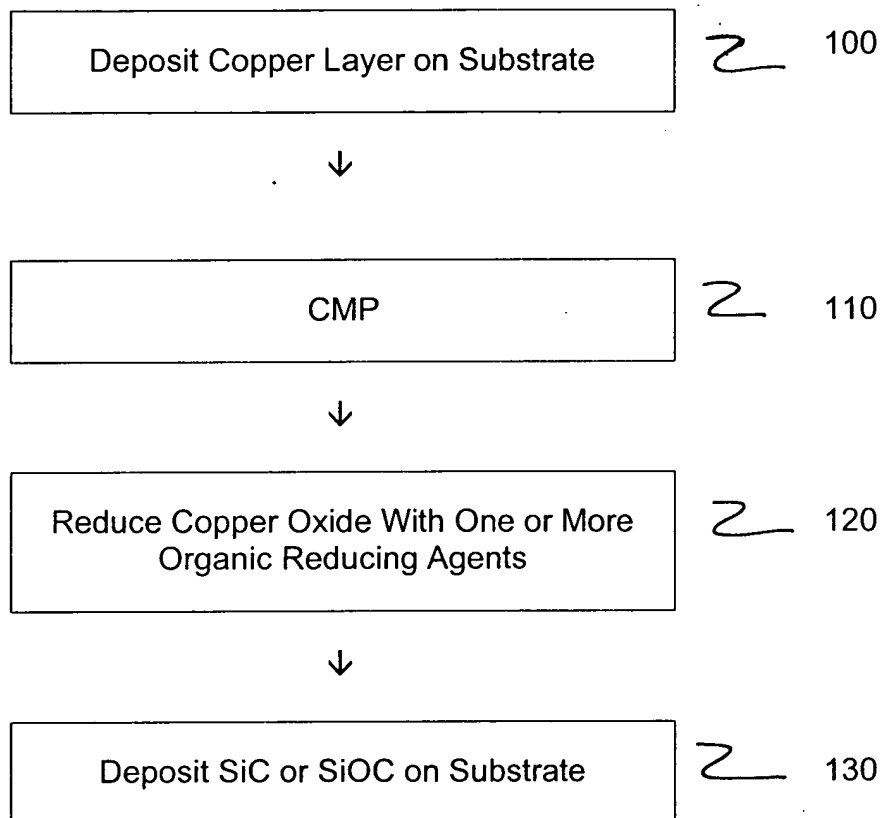 Deposit Copper Layer on Substrate
100
CMP
110
Reduce Copper Oxide With One or More
Organic Reducing Agents
120
Deposit SiC or SiOC on Substrate
130